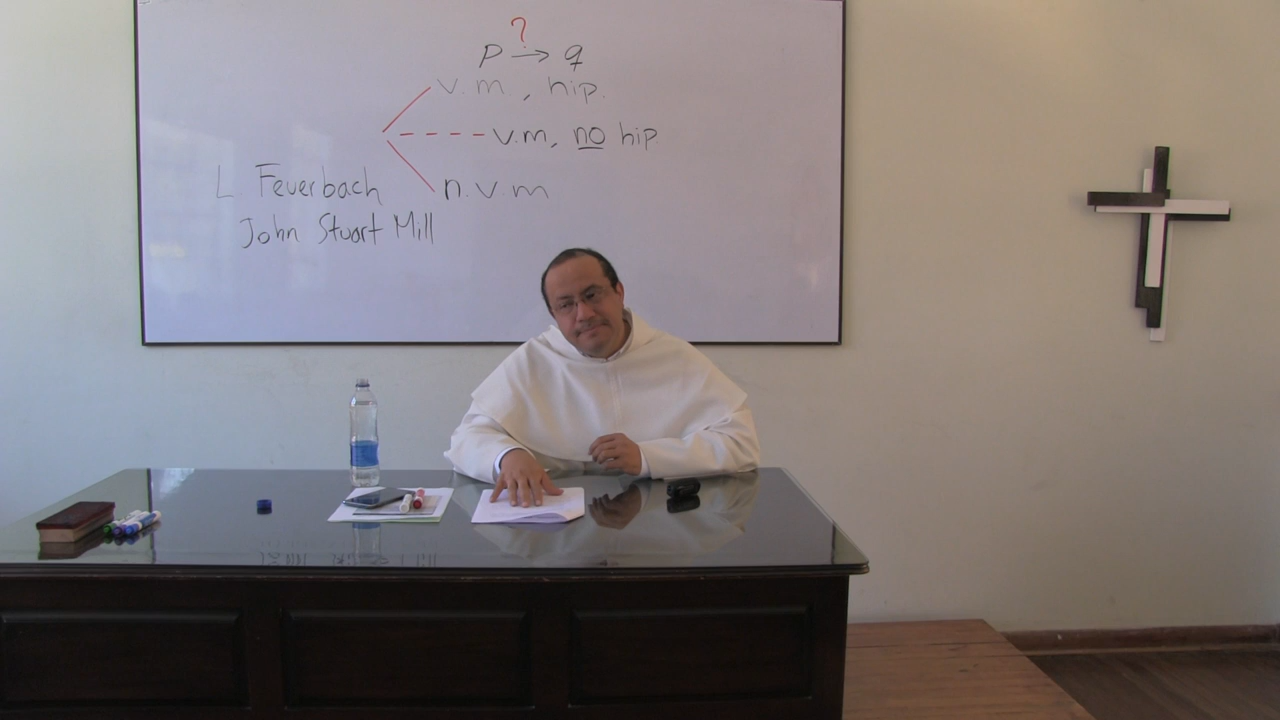 ?
p → q
v.m, hip.
v.m, no hip
n.v m
L Feuerbach
John Stuart Mill